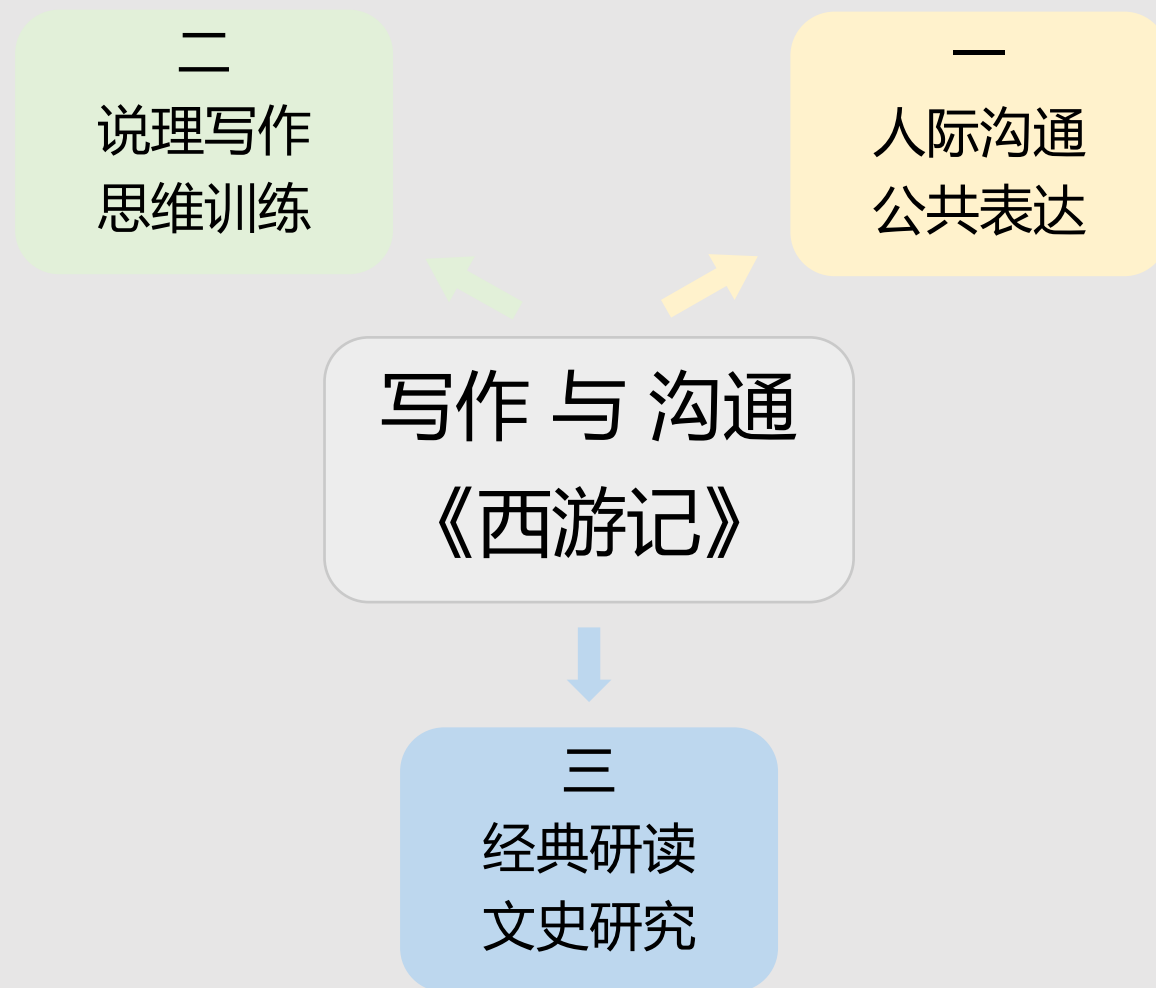 二
说理写作
思维训练
一
人际沟通
公共表达
写作 与 沟通
《西游记》
三
经典研读
文史研究